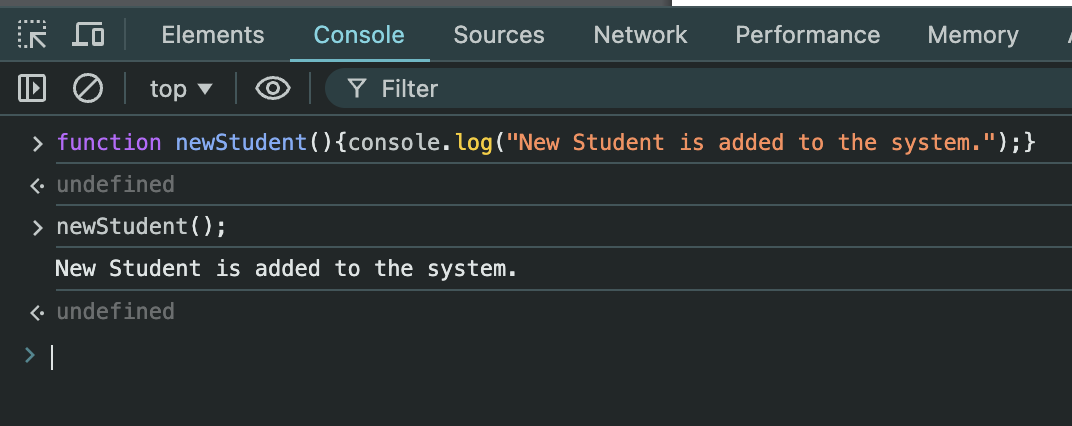 Elements Console Sources Network Performance Memory
top Filter
function newStudent(){console.log("New Student is added to the system.");}
undefined
newStudent();
New Student is added to the system.
undefined